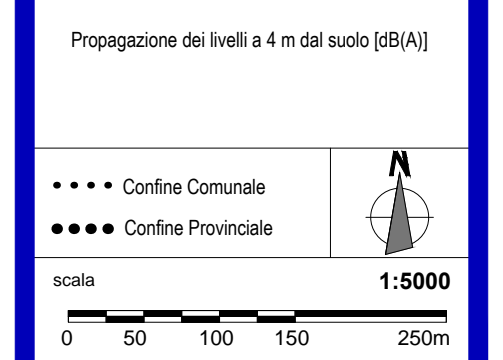 Propagazione dei livelli a 4 m dal suolo [dB(A)]
N
Confine Comunale
Confine Provinciale
scala 1:5000
0 50 100 150 250m